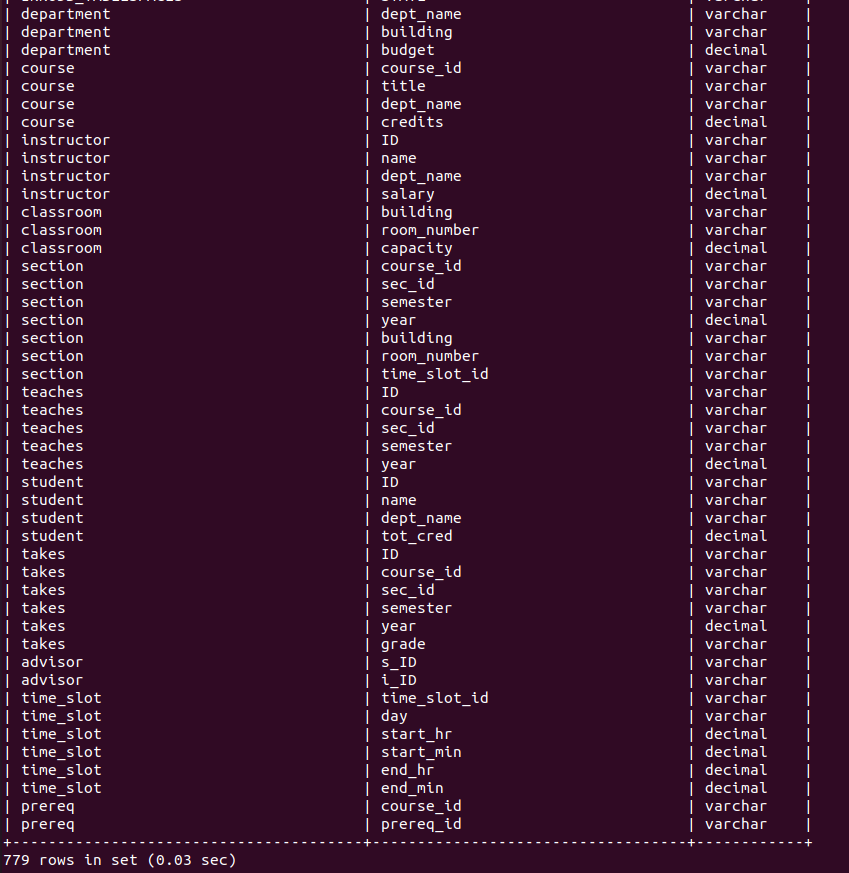 | department | dept_name | varchar |
| department | building | varchar |
| department | budget | decimal |
| course | course_id | varchar |
| course | title | varchar |
| course | dept_name | varchar |
| course | credits | decimal |
| instructor | ID | varchar |
| instructor | name | varchar |
| instructor | dept_name | varchar |
| instructor | salary | decimal |
| classroom | building | varchar |
| classroom | room_number | varchar |
| classroom | capacity | decimal |
| section | course_id | varchar |
| section | sec_id | varchar |
| section | semester | varchar |
| section | year | decimal |
| section | building | varchar |
| section | room_number | varchar |
| section | time_slot_id | varchar |
| teaches | ID | varchar |
| teaches | course_id | varchar |
| teaches | sec_id | varchar |
| teaches | semester | varchar |
| teaches | year | decimal |
| student | ID | varchar |
| student | name | varchar |
| student | dept_name | varchar |
| student | tot_cred | decimal |
| takes | ID | varchar |
| takes | course_id | varchar |
| takes | sec_id | varchar |
| takes | semester | varchar |
| takes | year | decimal |
| takes | grade | varchar |
| advisor | s_ID | varchar |
| advisor | i_ID | varchar |
| time_slot | time_slot_id | varchar |
| time_slot | day | varchar |
| time_slot | start_hr | decimal |
| time_slot | start_min | decimal |
| time_slot | end_hr | decimal |
| time_slot | end_min | decimal |
| prereq | course_id | varchar |
| prereq | prereq_id | varchar |
+---------------------------------------+-----------------------------------+------------+
779 rows in set (0.03 sec)